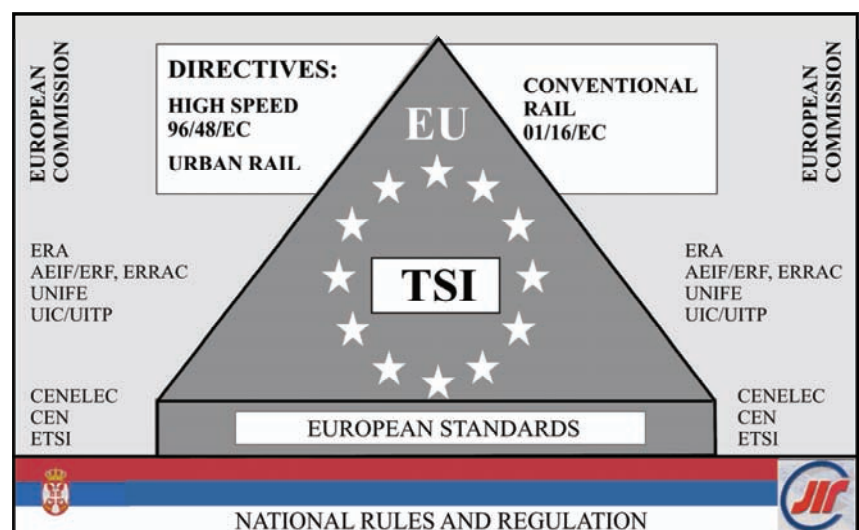 EUROPEAN
COMMISSION
DIRECTIVES:
HIGH SPEED
96/48/EC
URBAN RAIL
EU
CONVENTIONAL
RAIL
01/16/EC
EUROPEAN
COMMISSION
ERA
AEIF/ERF, ERRAC
UNIFE
UIC/UITP
TSI
ERA
AEIF/ERF, ERRAC
UNIFE
UIC/UITP
CENELEC
CEN
ETSI
EUROPEAN STANDARDS
CENELEC
CEN
ETSI
NATIONAL RULES AND REGULATION